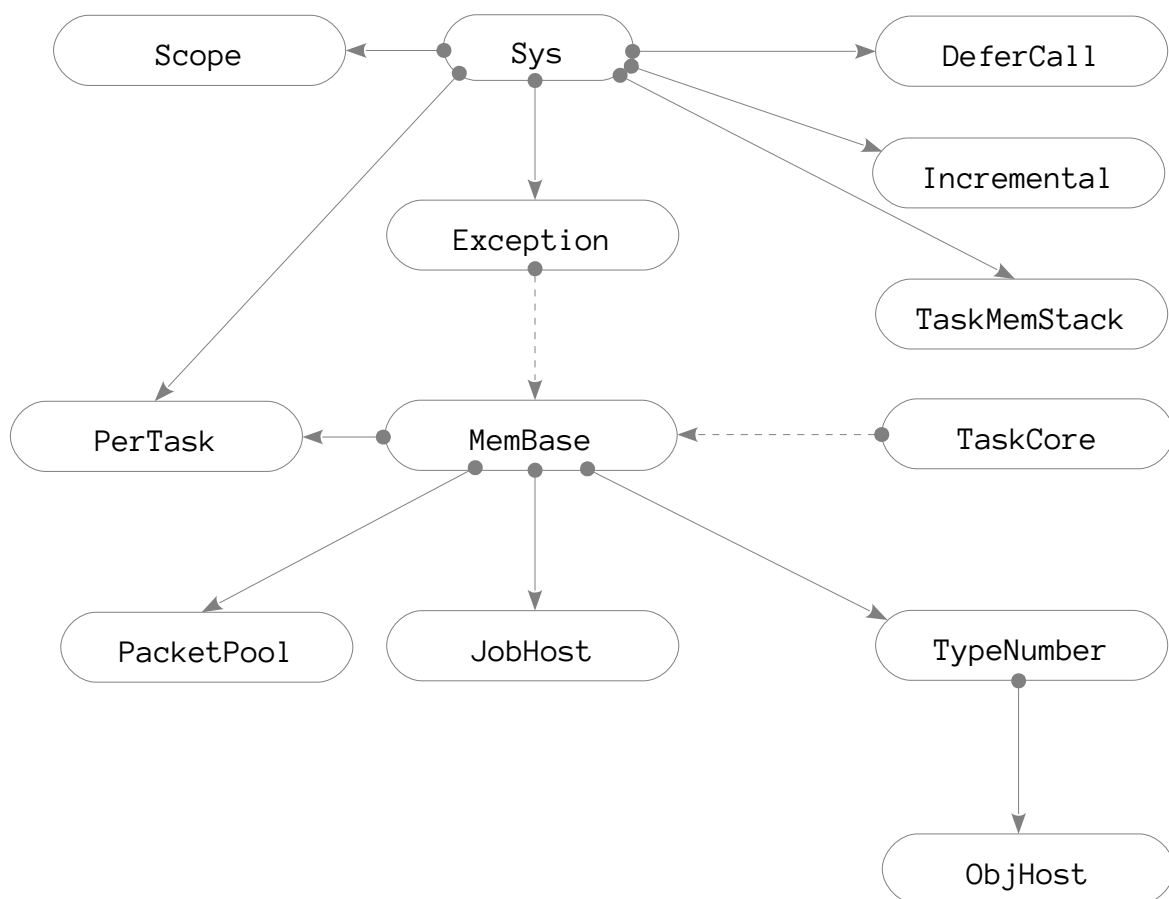 Scope
Sys
DeferCall
Incremental
Exception
TaskMemStack
PerTask
MemBase
TaskCore
PacketPool
JobHost
TypeNumber
ObjHost